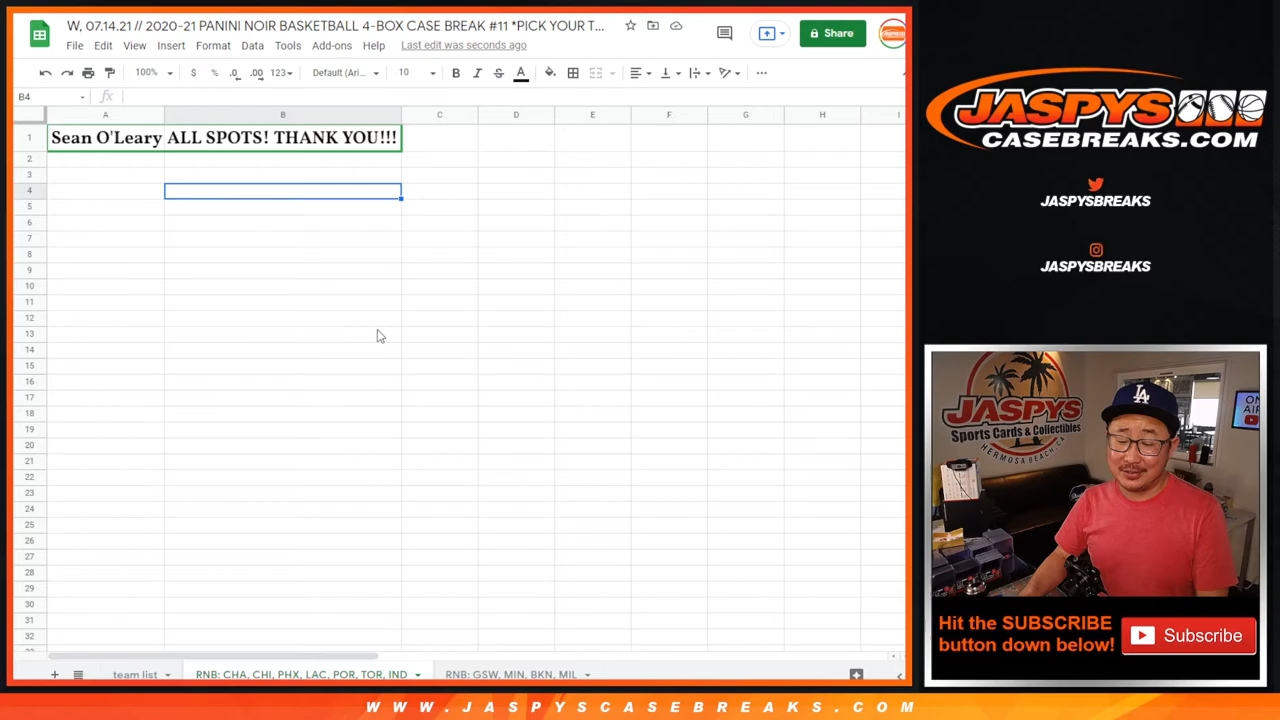 W, 07.14.21 // 2020-21 PANINI NOIR BASKETBALL 4-BOX CASE BREAK #11 *PICK YOUR T...
File Edit View Insert Format Data Tools Add-ons Help Last edit was seconds ago
Share
100% $ % .0 .00 123 Default (Ari... 10 B I S A
B4 fx
A B C D E F G H I
1 Sean O'Leary ALL SPOTS! THANK YOU!!!
2
3
4
5
6
7
8
9
10
11
12
13
14
15
16
17
18
19
20
21
22
23
24
25
26
27
28
29
30
31
32
team list RNB: CHA, CHI, PHX, LAC, POR, TOR, IND RNB: GSW, MIN, BKN, MIL
JASPYS
CASEBREAKS.COM
JASPYSBREAKS
JASPYSBREAKS
JASPYS
Sports Cards & Collectibles
HERMOSA BEACH, CA
LA
ON
AIR
Hit the SUBSCRIBE
button down below!
Subscribe
WWW.JASPYSCASEBREAKS.COM